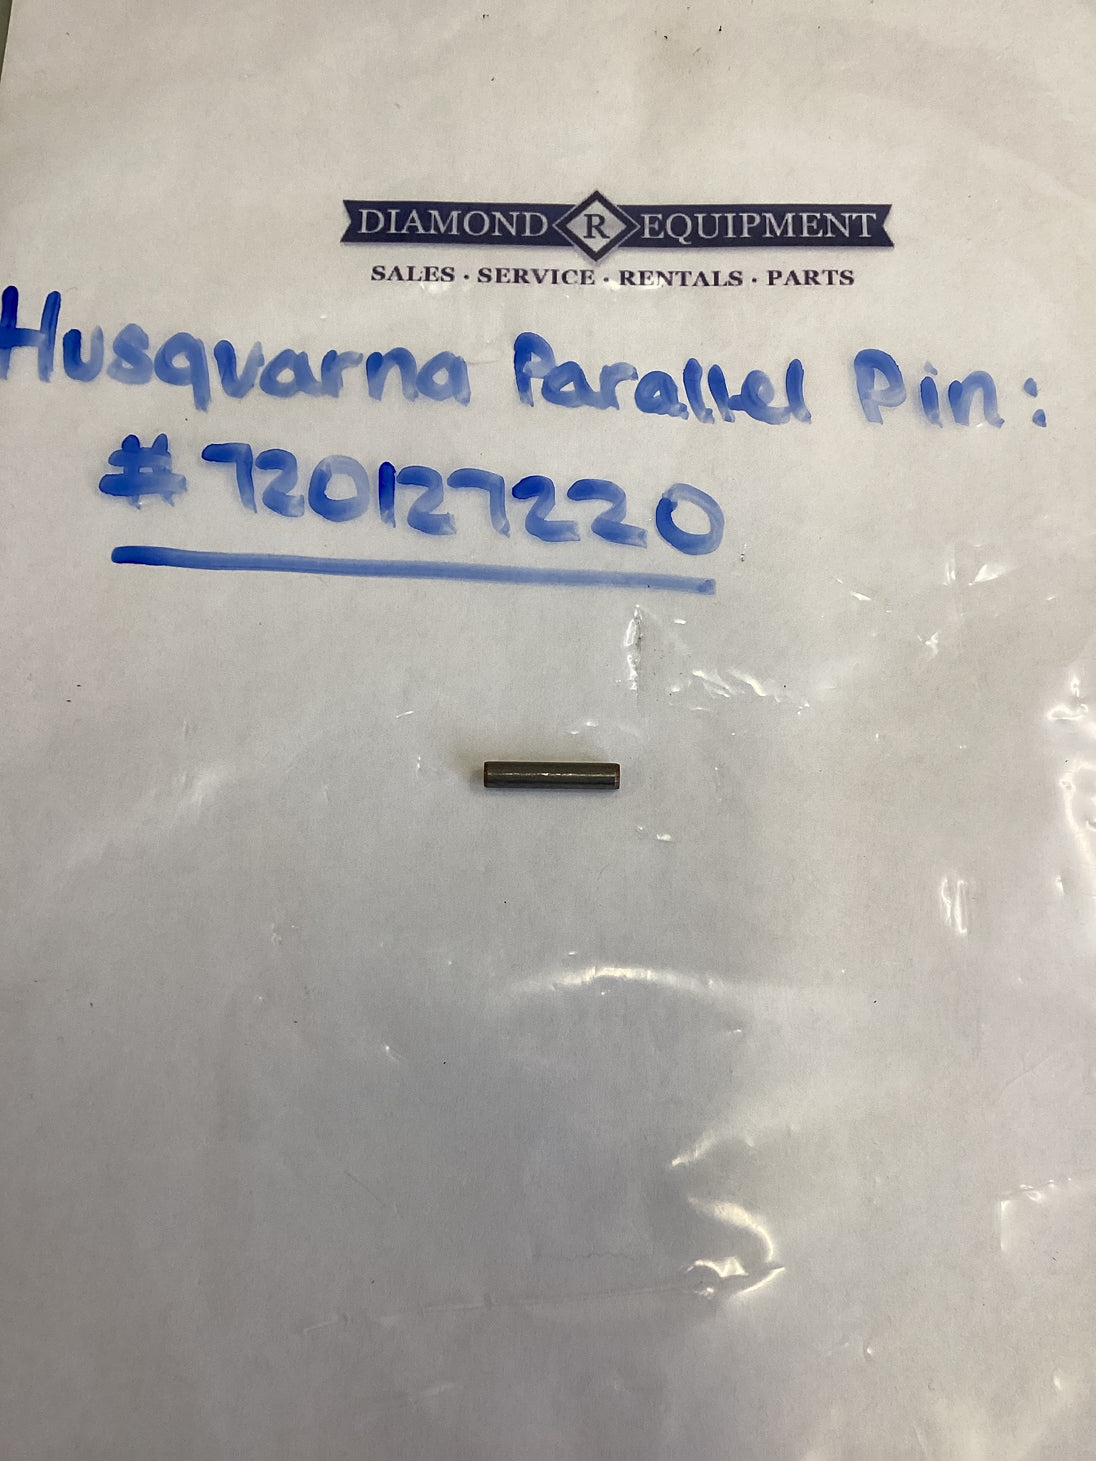 DIAMOND R EQUIPMENT
SALES · SERVICE · RENTALS · PARTS
Husqvarna Parallel Pin:
#720127220